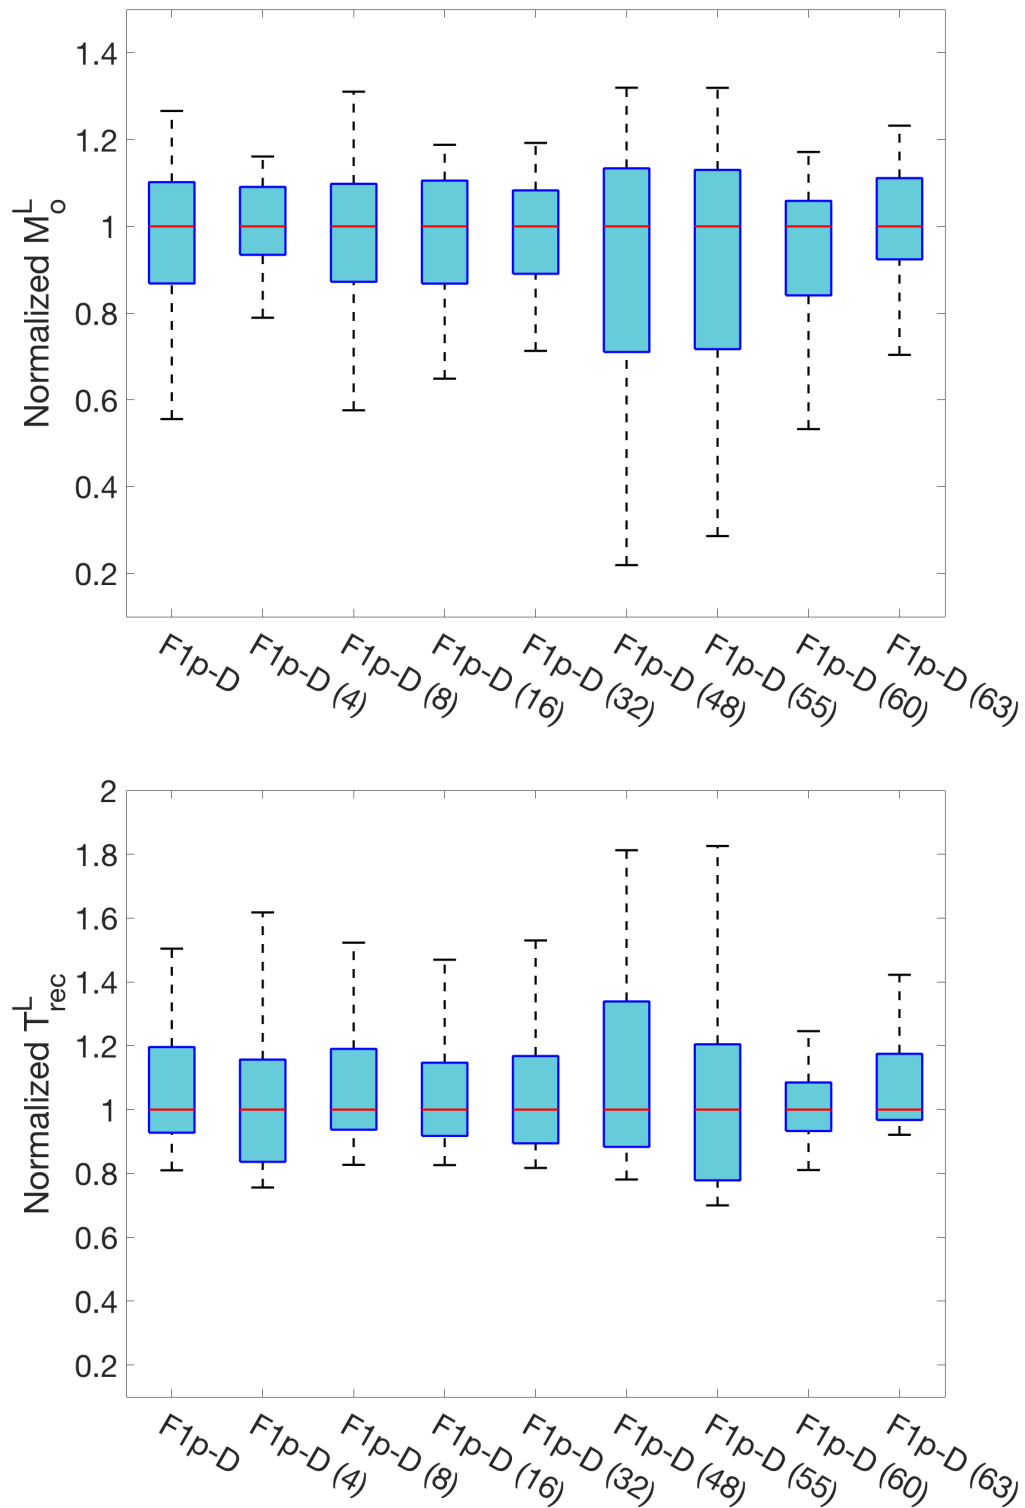 1.4
1.2
1
0.8
0.6
0.4
0.2
Normalized M_o^L
F1p-D
F1p-D (4)
F1p-D (8)
F1p-D (16)
F1p-D (32)
F1p-D (48)
F1p-D (55)
F1p-D (60)
F1p-D (63)
2
1.8
1.6
1.4
1.2
1
0.8
0.6
0.4
0.2
Normalized T_rec^L
F1p-D
F1p-D (4)
F1p-D (8)
F1p-D (16)
F1p-D (32)
F1p-D (48)
F1p-D (55)
F1p-D (60)
F1p-D (63)